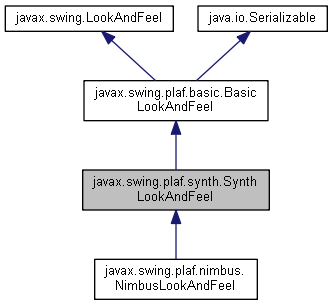 javax.swing.LookAndFeel
java.io.Serializable
javax.swing.plaf.basic.Basic
LookAndFeel
javax.swing.plaf.synth.Synth
LookAndFeel
javax.swing.plaf.nimbus.
NimbusLookAndFeel